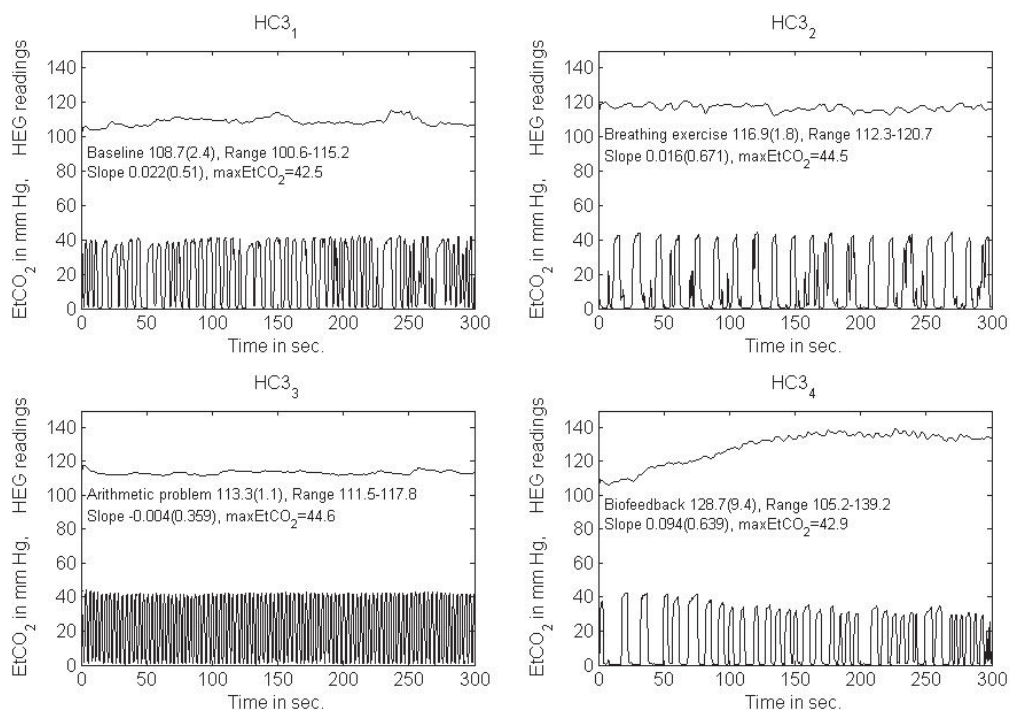 HC3₁
140
120
100
80
60
40
20
0
EtCO₂ in mm Hg, HEG readings
Baseline 108.7(2.4), Range 100.6-115.2
Slope 0.022(0.51), maxEtCO₂=42.5
0 50 100 150 200 250 300
Time in sec.
HC3₂
140
120
100
80
60
40
20
0
EtCO₂ in mm Hg, HEG readings
Breathing exercise 116.9(1.8), Range 112.3-120.7
Slope 0.016(0.671), maxEtCO₂=44.5
0 50 100 150 200 250 300
Time in sec.
HC3₃
140
120
100
80
60
40
20
0
EtCO₂ in mm Hg, HEG readings
Arithmetic problem 113.3(1.1), Range 111.5-117.8
Slope -0.004(0.359), maxEtCO₂=44.6
0 50 100 150 200 250 300
Time in sec.
HC3₄
140
120
100
80
60
40
20
0
EtCO₂ in mm Hg, HEG readings
Biofeedback 128.7(9.4), Range 105.2-139.2
Slope 0.094(0.639), maxEtCO₂=42.9
0 50 100 150 200 250 300
Time in sec.